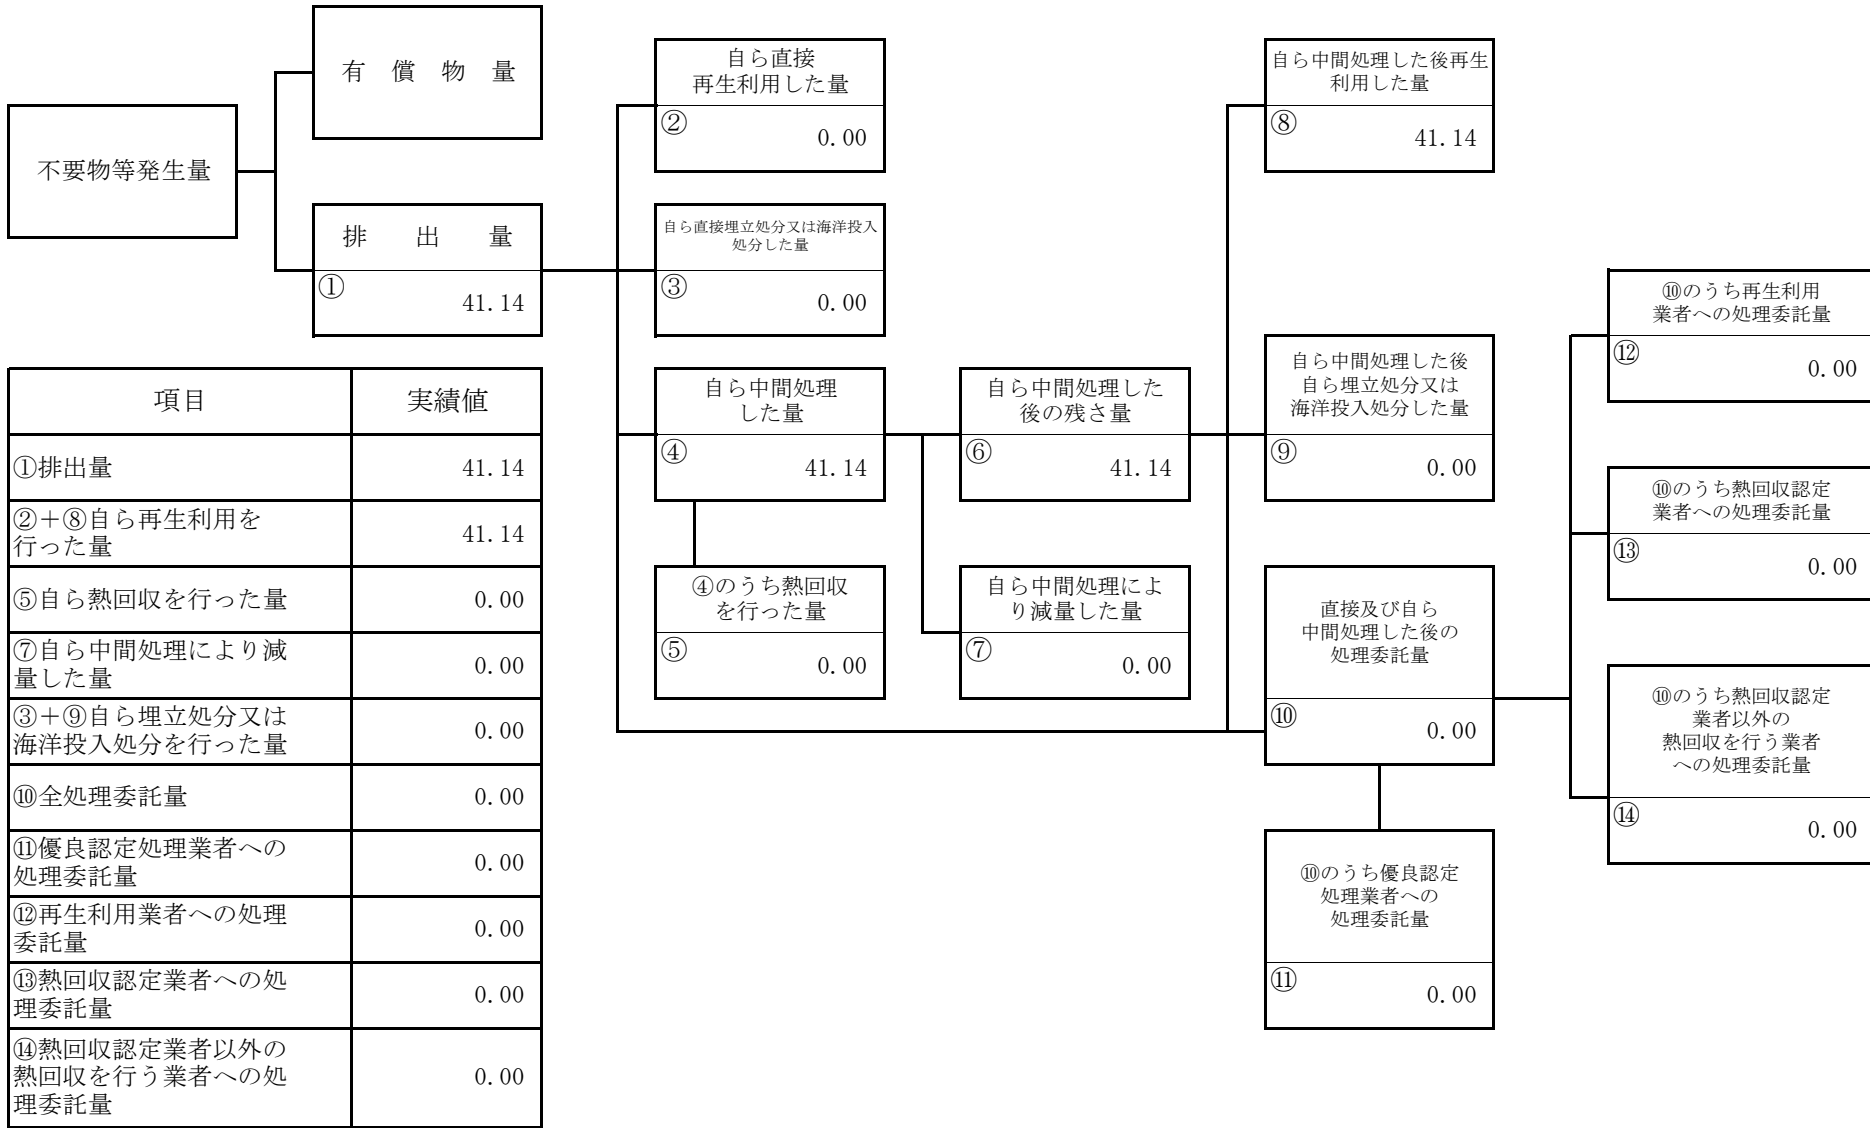 不要物等発生量
有償物量
排出量
①
41.14
自ら直接
再生利用した量
②
0.00
自ら直接埋立処分又は海洋投入
処分した量
③
0.00
自ら中間処理
した量
④
41.14
④のうち熱回収
を行った量
⑤
0.00
自ら中間処理した
後の残さ量
⑥
41.14
自ら中間処理によ
り減量した量
⑦
0.00
自ら中間処理した後再生
利用した量
⑧
41.14
自ら中間処理した後
自ら埋立処分又は
海洋投入処分した量
⑨
0.00
直接及び自ら
中間処理した後の
処理委託量
⑩
0.00
⑩のうち優良認定
処理業者への
処理委託量
⑪
0.00
⑩のうち再生利用
業者への処理委託量
⑫
0.00
⑩のうち熱回収認定
業者への処理委託量
⑬
0.00
⑩のうち熱回収認定
業者以外の
熱回収を行う業者
への処理委託量
⑭
0.00
項目 実績値
①排出量 41.14
②+⑧自ら再生利用を
行った量 41.14
⑤自ら熱回収を行った量 0.00
⑦自ら中間処理により減
量した量 0.00
③+⑨自ら埋立処分又は
海洋投入処分を行った量 0.00
⑩全処理委託量 0.00
⑪優良認定処理業者への
処理委託量 0.00
⑫再生利用業者への処理
委託量 0.00
⑬熱回収認定業者への処
理委託量 0.00
⑭熱回収認定業者以外の
熱回収を行う業者への処
理委託量 0.00